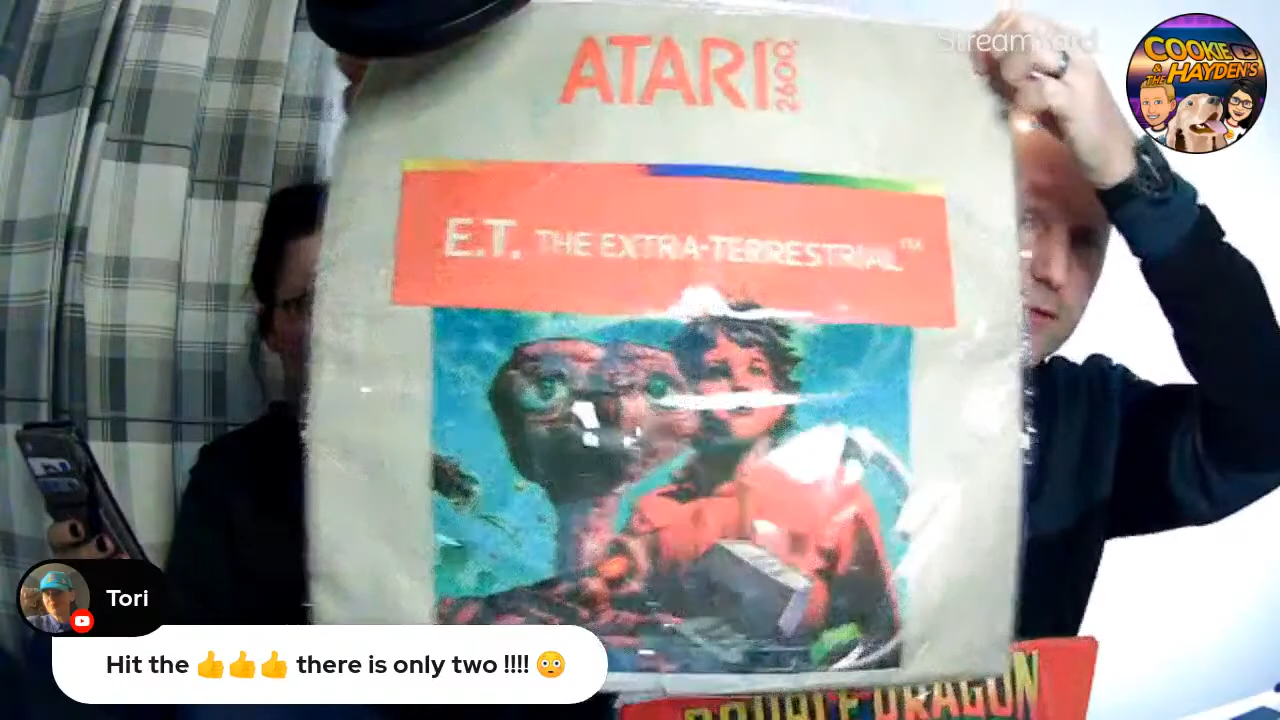 StreamYard
COOKIE
& THE HAYDEN'S
ATARI 2600
E.T. THE EXTRA-TERRESTRIAL™
Tori
Hit the 👍👍👍 there is only two !!!! 😳
DOUBLE DRAGON